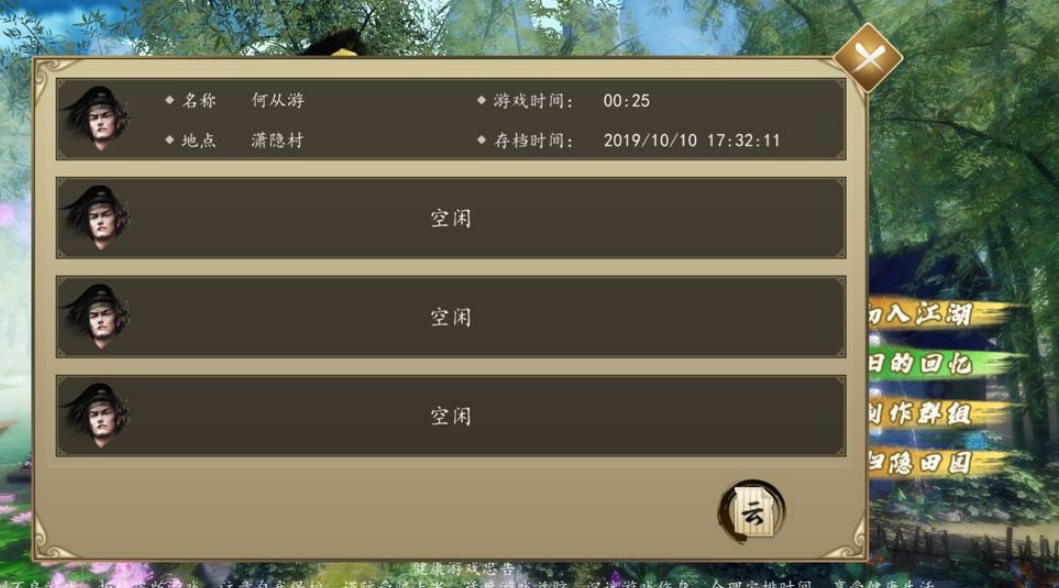 名称 何从游 游戏时间： 00:25
地点 潇隐村 存档时间： 2019/10/10 17:32:11
空闲
空闲
空闲
入江湖
日的回忆
制作群组
归隐田园
云
健康游戏忠告